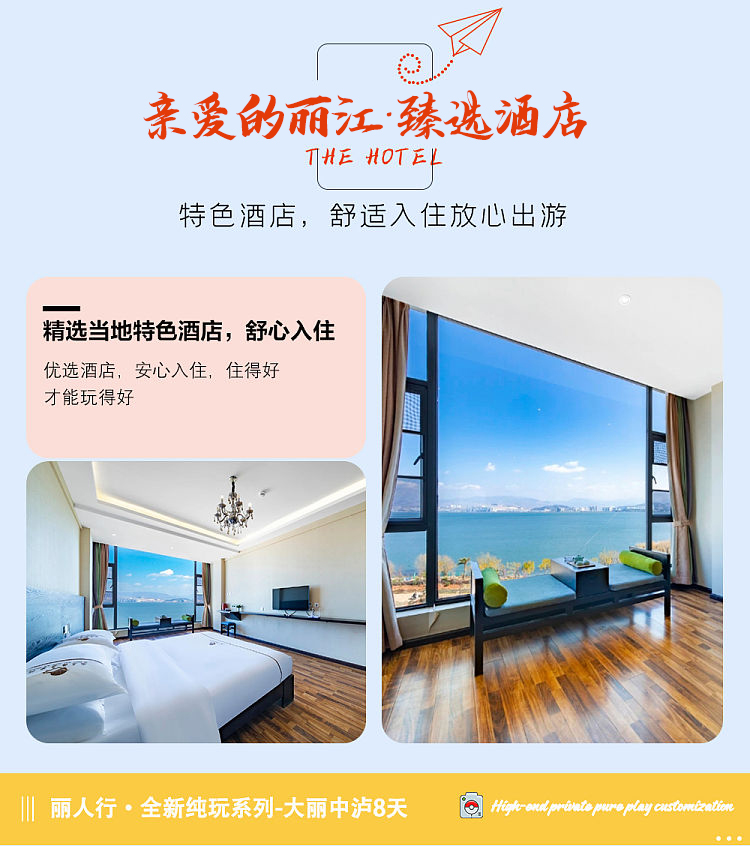 亲爱的丽江·臻选酒店
THE HOTEL
特色酒店，舒适入住放心出游
精选当地特色酒店，舒心入住
优选酒店，安心入住，住得好
才能玩得好
丽人行·全新纯玩系列-大丽中泸8天
High-end private pure play customization